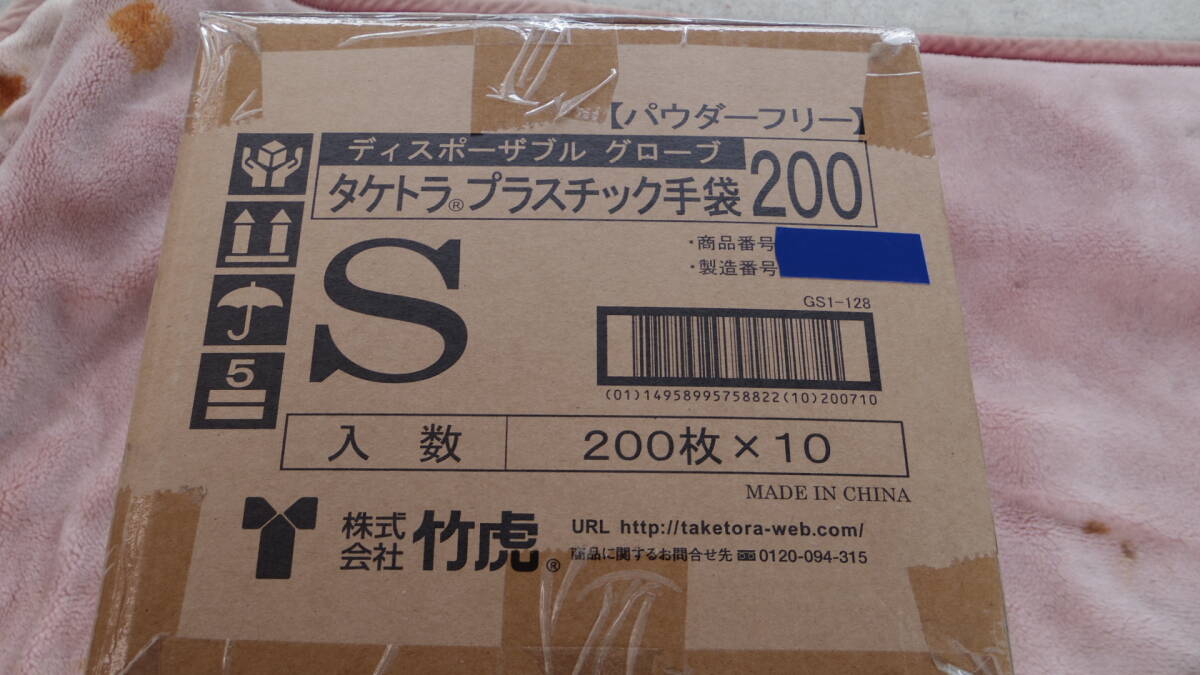 【パウダーフリー】
ディスポーザブル グローブ
タケトラ®プラスチック手袋 200
・商品番号
・製造番号
S
GS1-128
(01)14958995758822(10)200710
5
入数 200枚×10
MADE IN CHINA
株式会社 竹虎®
URL http://taketora-web.com/
商品に関するお問合せ先 0120-094-315